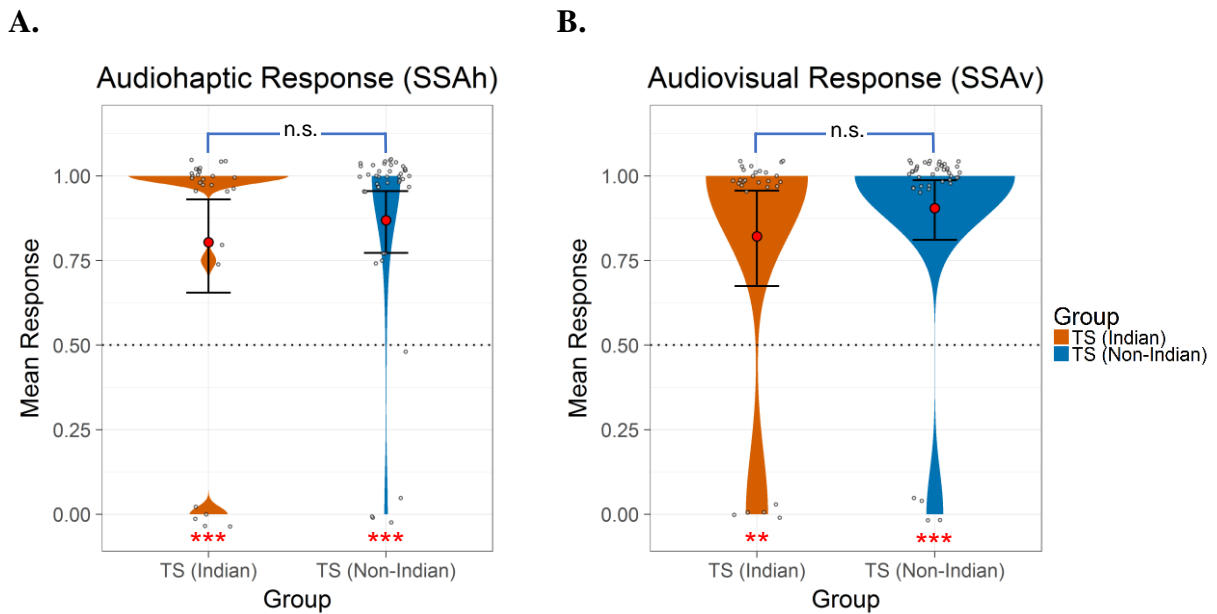 A.
Audiohaptic Response (SSAh)
n.s.
1.00
0.75
0.50
0.25
0.00
Mean Response
*** ***
TS (Indian) TS (Non-Indian)
Group
B.
Audiovisual Response (SSAv)
n.s.
1.00
0.75
0.50
0.25
0.00
Mean Response
** ***
TS (Indian) TS (Non-Indian)
Group
Group
TS (Indian)
TS (Non-Indian)